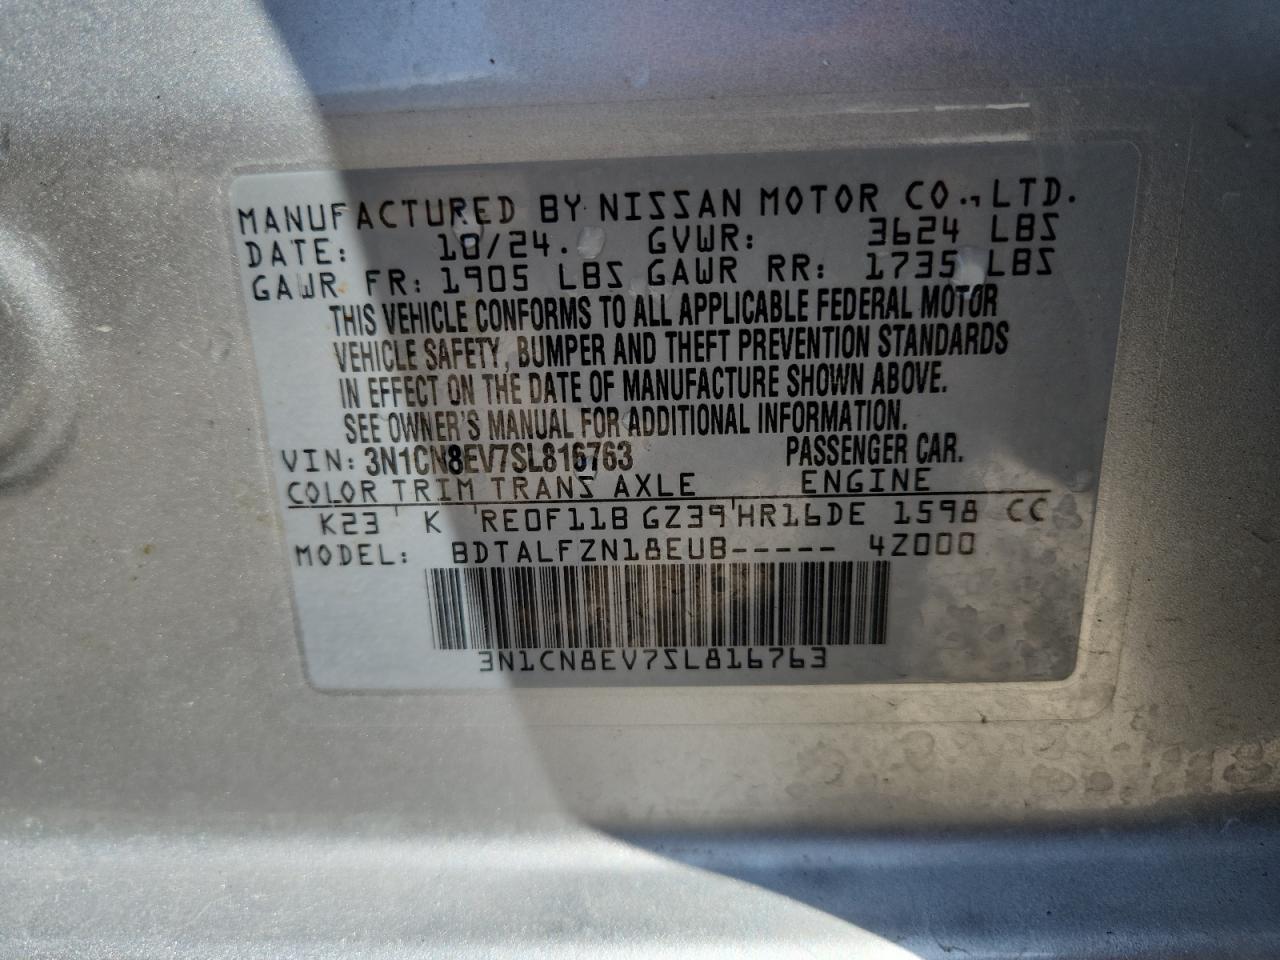 MANUFACTURED BY NISSAN MOTOR CO., LTD.
DATE: 10/24. GVWR: 3624 LBS
GAWR FR: 1905 LBS GAWR RR: 1735 LBS
THIS VEHICLE CONFORMS TO ALL APPLICABLE FEDERAL MOTOR
VEHICLE SAFETY, BUMPER AND THEFT PREVENTION STANDARDS
IN EFFECT ON THE DATE OF MANUFACTURE SHOWN ABOVE.
SEE OWNER'S MANUAL FOR ADDITIONAL INFORMATION.
VIN: 3N1CN8EV7SL816763 PASSENGER CAR.
COLOR TRIM TRANS AXLE ENGINE
K23 ' K 'RE0F11B GZ39'HR16DE 1598 CC
MODEL: BDTALFZN18EUB----- 4Z000
3N1CN8EV7SL816763